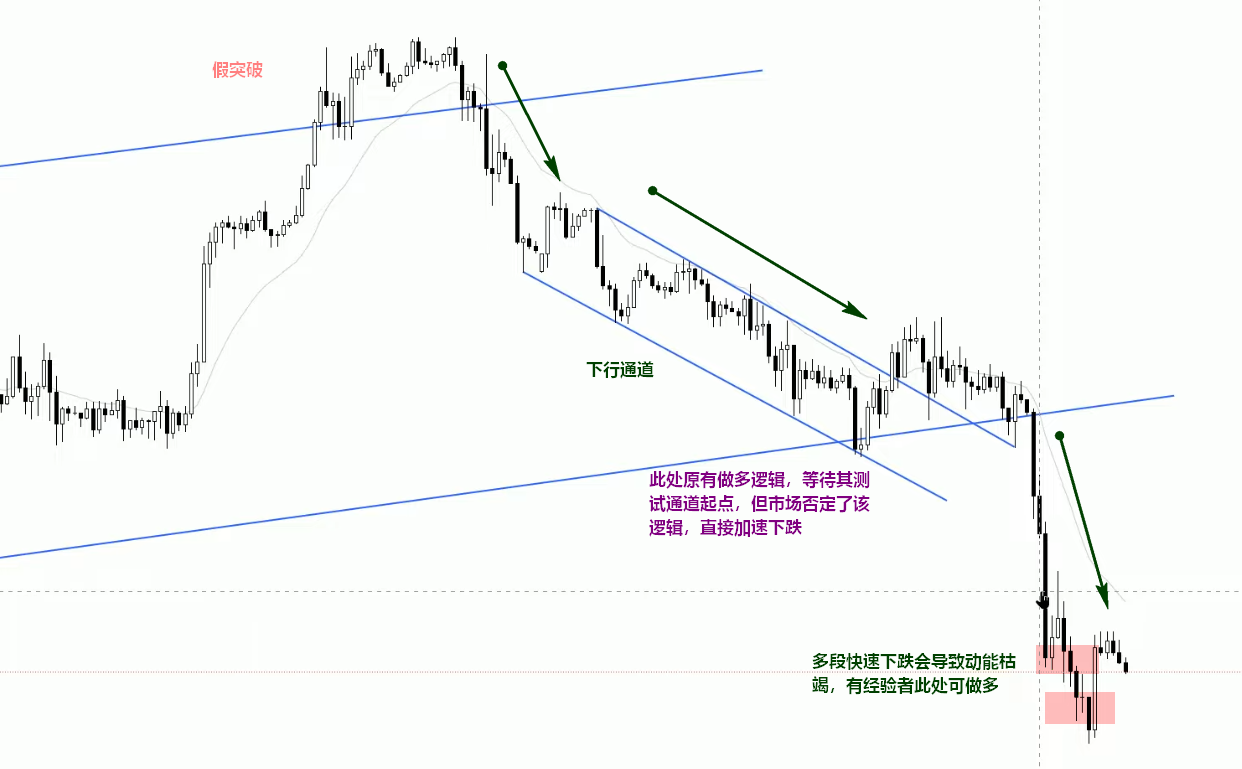 假突破
下行通道
此处原有做多逻辑，等待其测
试通道起点，但市场否定了该
逻辑，直接加速下跌
多段快速下跌会导致动能枯
竭，有经验者此处可做多